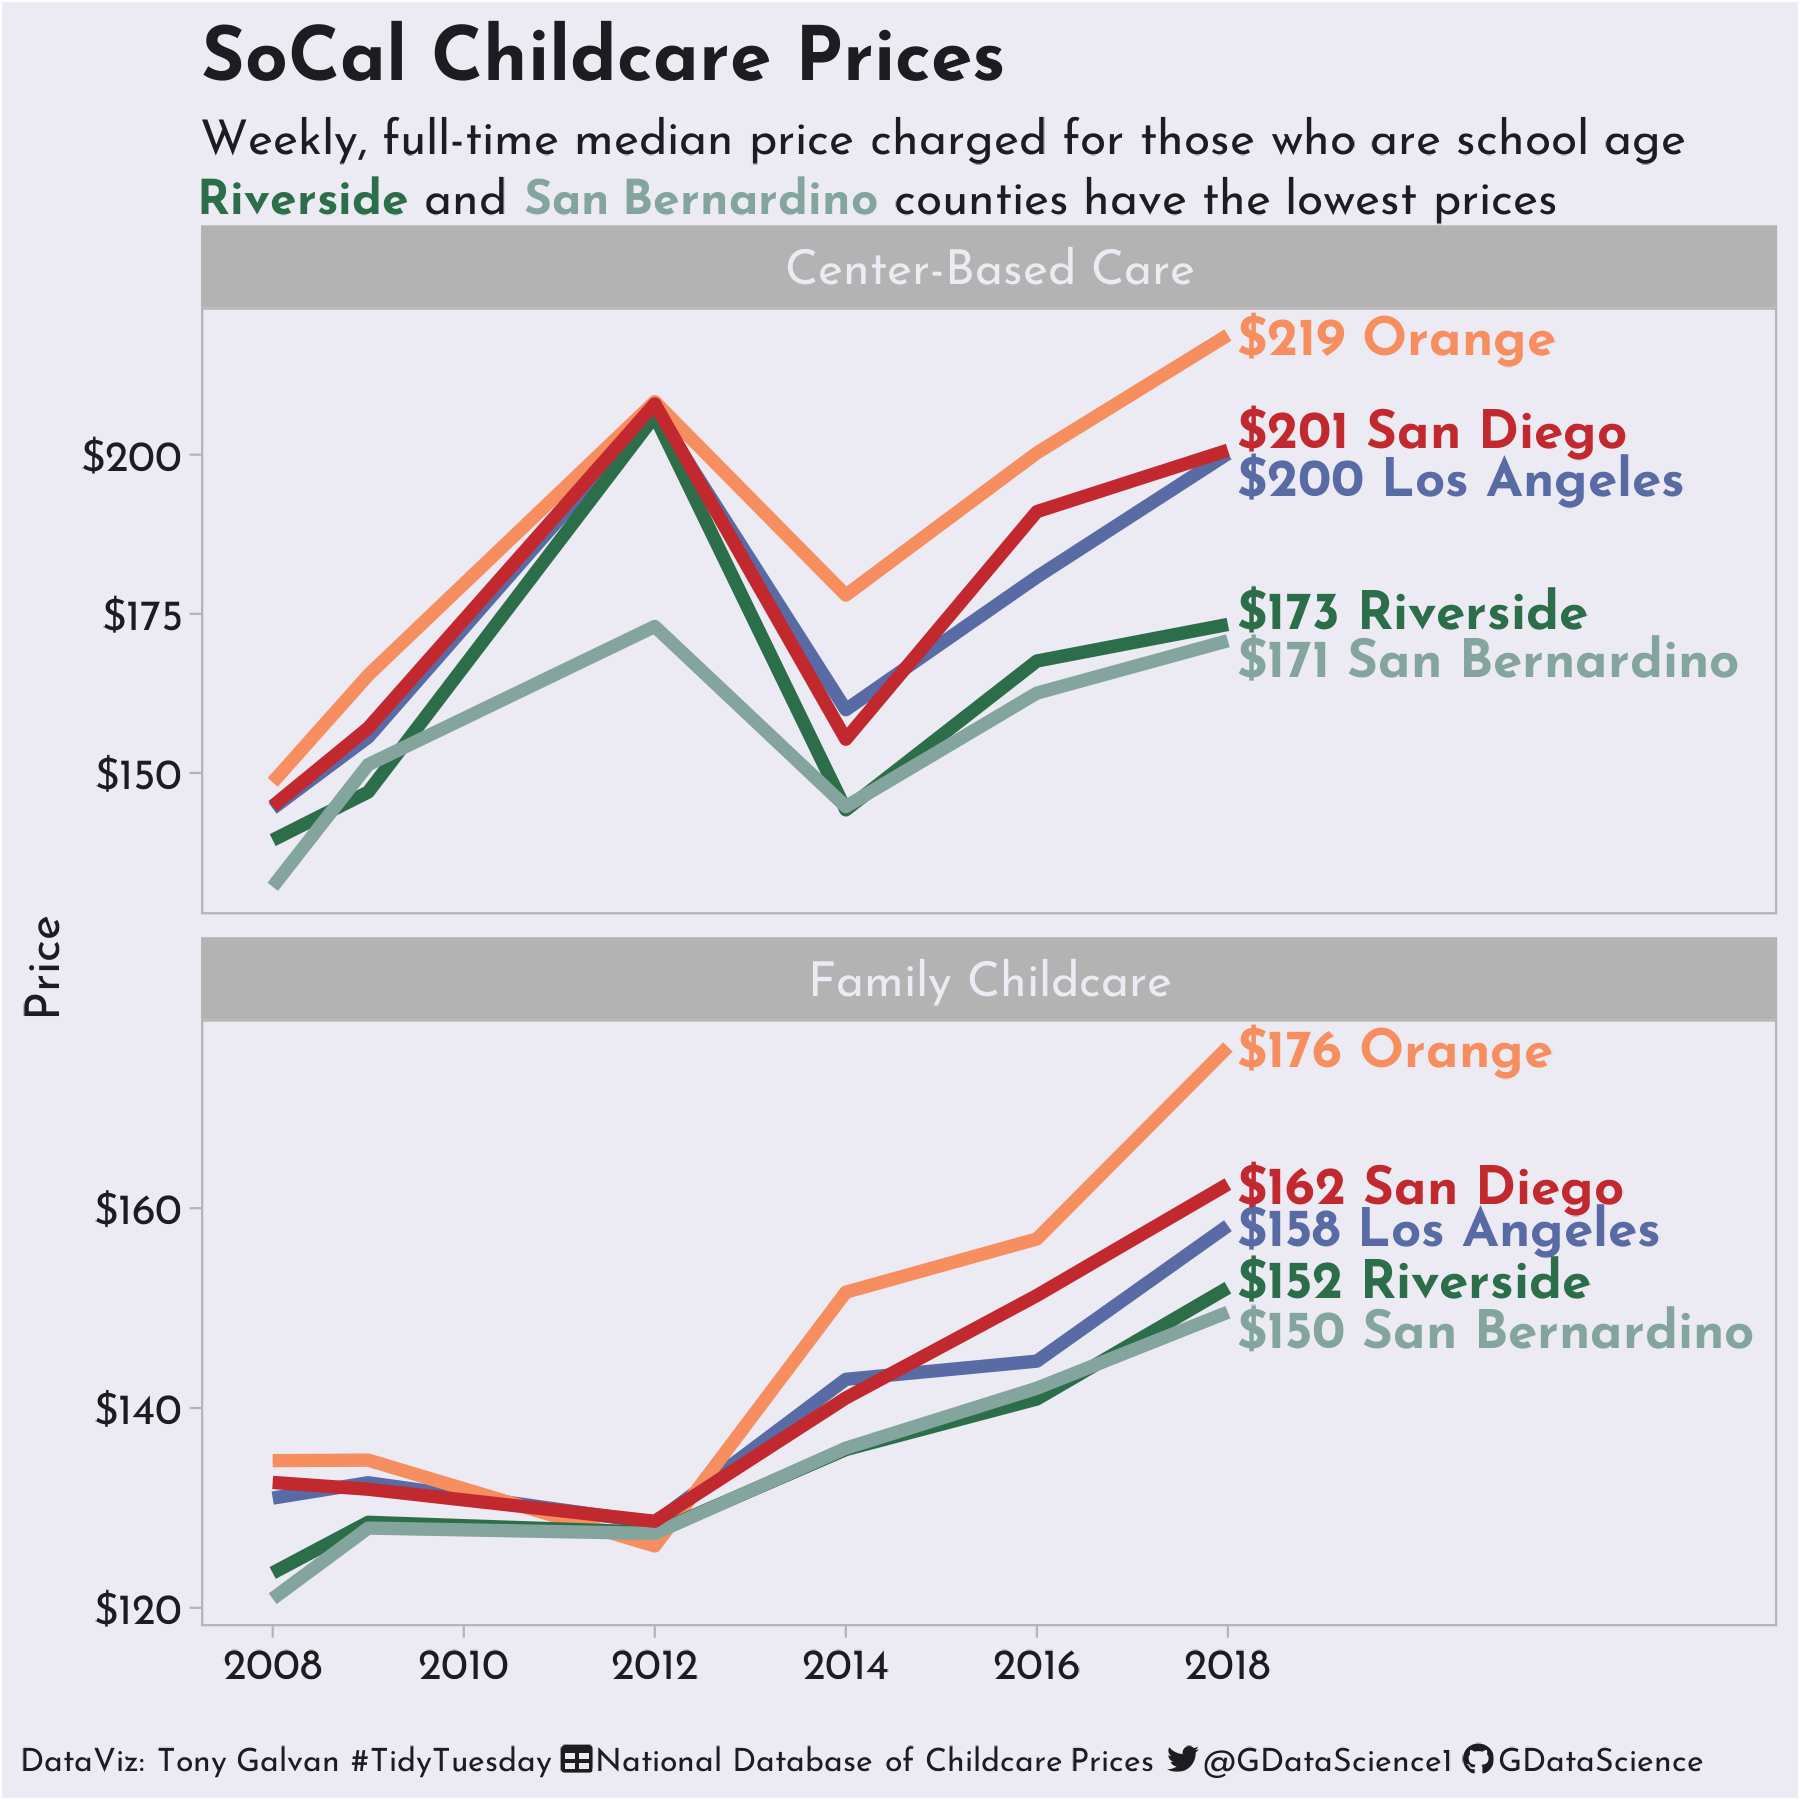 SoCal Childcare Prices
Weekly, full-time median price charged for those who are school age
Riverside and San Bernardino counties have the lowest prices
Center-Based Care
$219 Orange
$201 San Diego
$200 Los Angeles
$173 Riverside
$171 San Bernardino
$200
$175
$150
Price
Family Childcare
$176 Orange
$162 San Diego
$158 Los Angeles
$152 Riverside
$150 San Bernardino
$160
$140
$120
2008 2010 2012 2014 2016 2018
DataViz: Tony Galvan #TidyTuesday National Database of Childcare Prices @GDataScience1 GDataScience